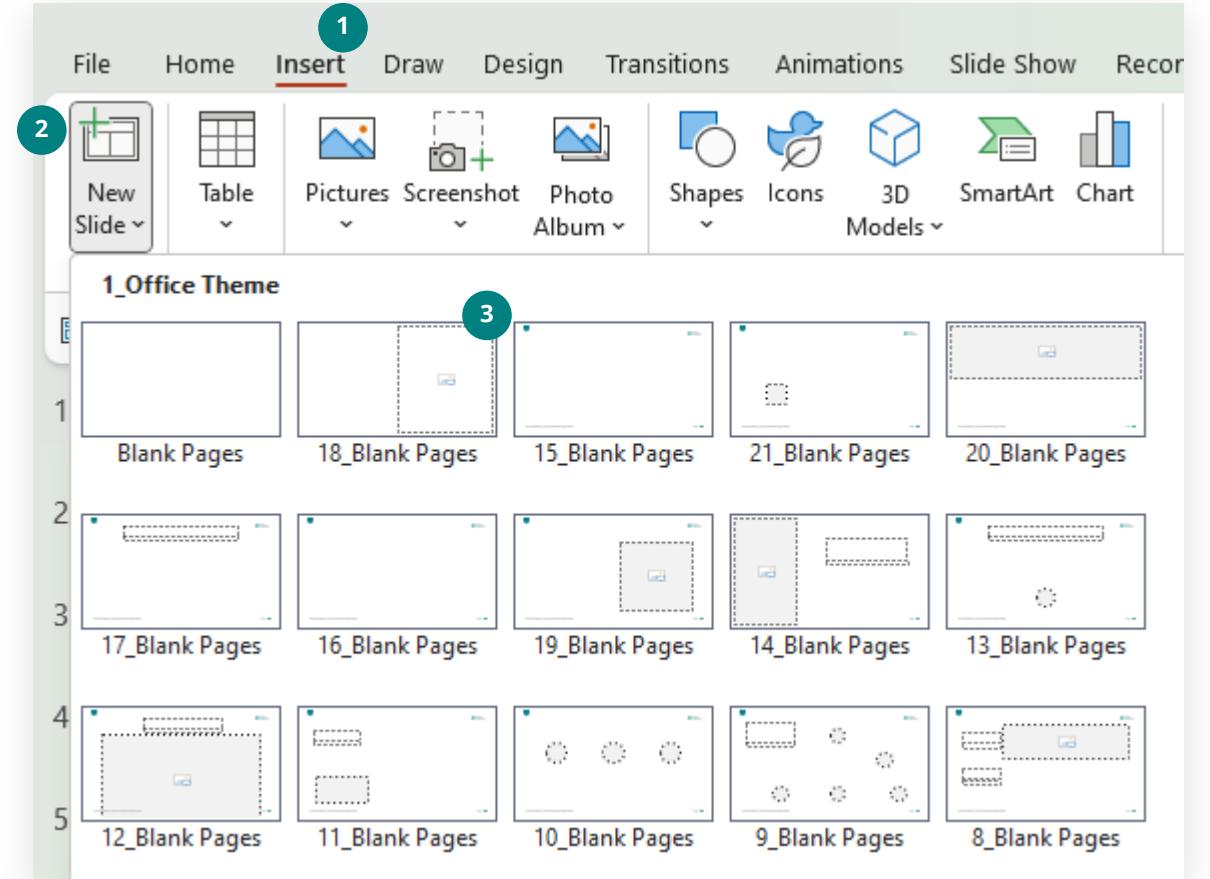 1
File Home Insert Draw Design Transitions Animations Slide Show Recor
2
New Slide
Table
Pictures
Screenshot
Photo Album
Shapes
Icons
3D Models
SmartArt
Chart
1_Office Theme
3
1
Blank Pages 18_Blank Pages 15_Blank Pages 21_Blank Pages 20_Blank Pages
2
3
17_Blank Pages 16_Blank Pages 19_Blank Pages 14_Blank Pages 13_Blank Pages
4
5
12_Blank Pages 11_Blank Pages 10_Blank Pages 9_Blank Pages 8_Blank Pages